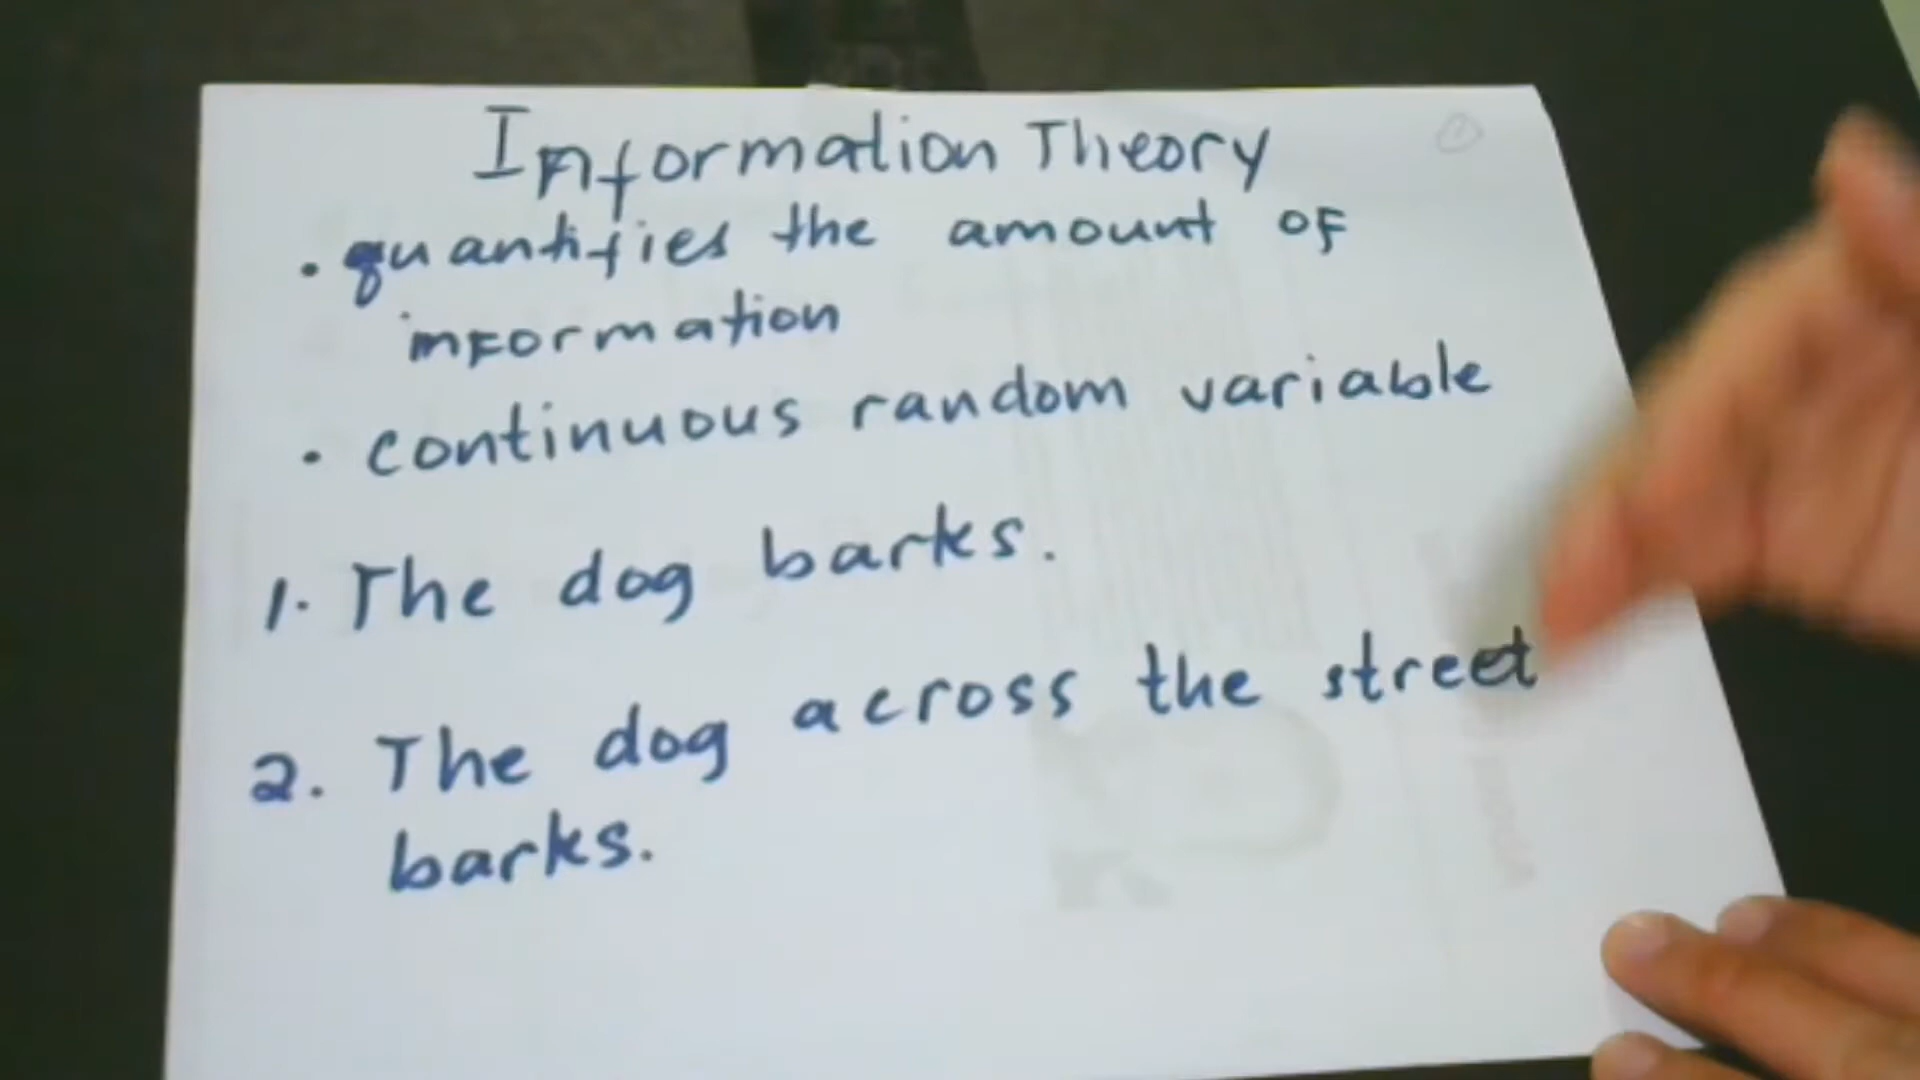 Information Theory
• quantifies the amount of
information
• continuous random variable
1. The dog barks.
2. The dog across the street
barks.